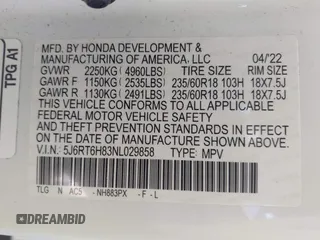 TPG A1
MFD. BY HONDA DEVELOPMENT &
MANUFACTURING OF AMERICA, LLC 04/22
GVWR 2250KG (4960LBS) TIRE SIZE RIM SIZE
GAWR F 1150KG (2535LBS) 235/60R18 103H 18X7.5J
GAWR R 1130KG (2491LBS) 235/60R18 103H 18X7.5J
THIS VEHICLE CONFORMS TO ALL APPLICABLE
FEDERAL MOTOR VEHICLE SAFETY, BUMPER, AND
THEFT PREVENTION STANDARDS IN EFFECT ON
THE DATE OF MANUFACTURE SHOWN ABOVE.
V.I.N. 5J6RT6H83NL029858 TYPE: MPV
TLG N AC5 NH883PX -F-L
DREAMBID